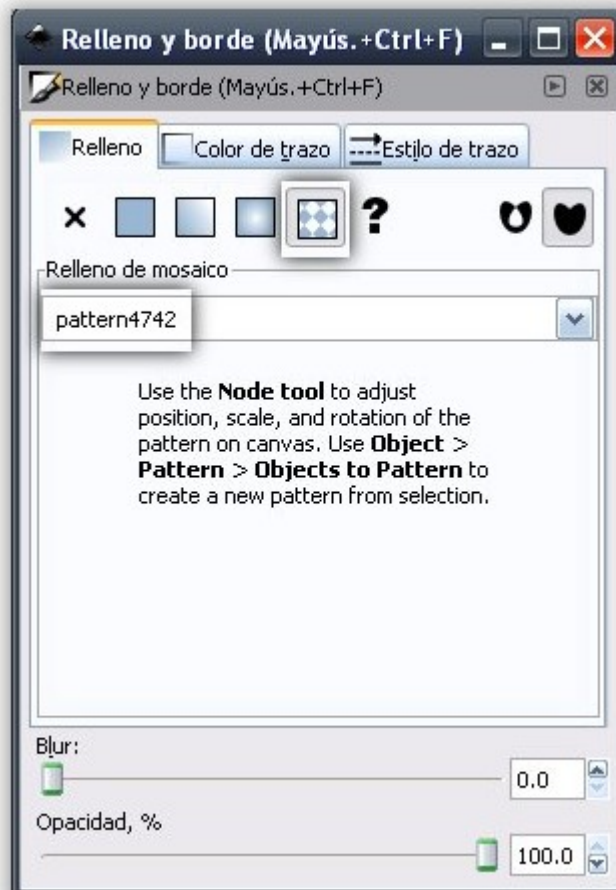 Relleno y borde (Mayús.+Ctrl+F)
Relleno y borde (Mayús.+Ctrl+F)
Relleno
Color de trazo
Estilo de trazo
?
Relleno de mosaico
pattern4742
Use the Node tool to adjust
position, scale, and rotation of the
pattern on canvas. Use Object >
Pattern > Objects to Pattern to
create a new pattern from selection.
Blur:
0.0
Opacidad, %
100.0